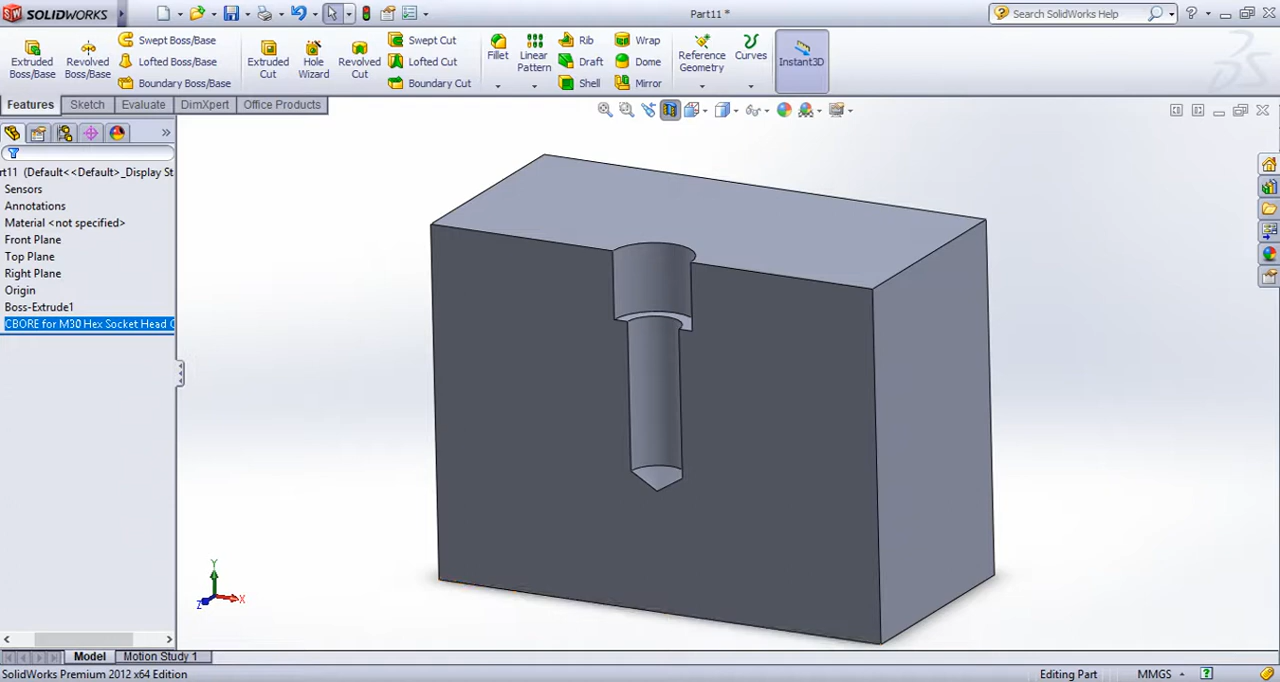 SOLIDWORKS
Part11 *
Search SolidWorks Help
Extruded Boss/Base
Revolved Boss/Base
Swept Boss/Base
Lofted Boss/Base
Boundary Boss/Base
Extruded Cut
Hole Wizard
Revolved Cut
Swept Cut
Lofted Cut
Boundary Cut
Fillet
Linear Pattern
Rib
Draft
Shell
Wrap
Dome
Mirror
Reference Geometry
Curves
Instant3D
Features
Sketch
Evaluate
DimXpert
Office Products
rt11 (Default<<Default>_Display St
Sensors
Annotations
Material <not specified>
Front Plane
Top Plane
Right Plane
Origin
Boss-Extrude1
CBORE for M30 Hex Socket Head C
Y
X
Z
Model
Motion Study 1
SolidWorks Premium 2012 x64 Edition
Editing Part
MMGS